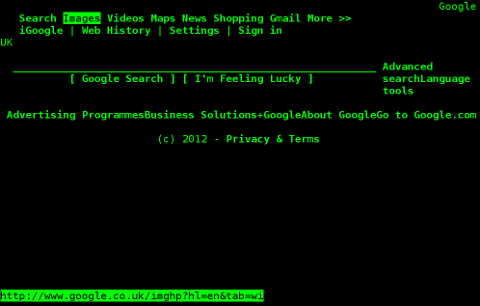 Google
Search Images Videos Maps News Shopping Gmail More >>
iGoogle | Web History | Settings | Sign in
UK
Advanced
[ Google Search ] [ I'm Feeling Lucky ] searchLanguage
tools
Advertising ProgrammesBusiness Solutions+GoogleAbout GoogleGo to Google.com
(c) 2012 - Privacy & Terms
http://www.google.co.uk/imghp?hl=en&tab=wi